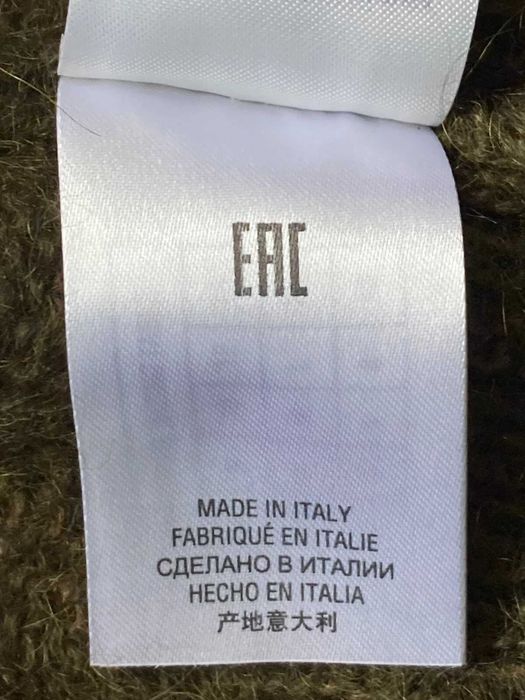 EAC
MADE IN ITALY
FABRIQUÉ EN ITALIE
СДЕЛАНО В ИТАЛИИ
HECHO EN ITALIA
产地意大利